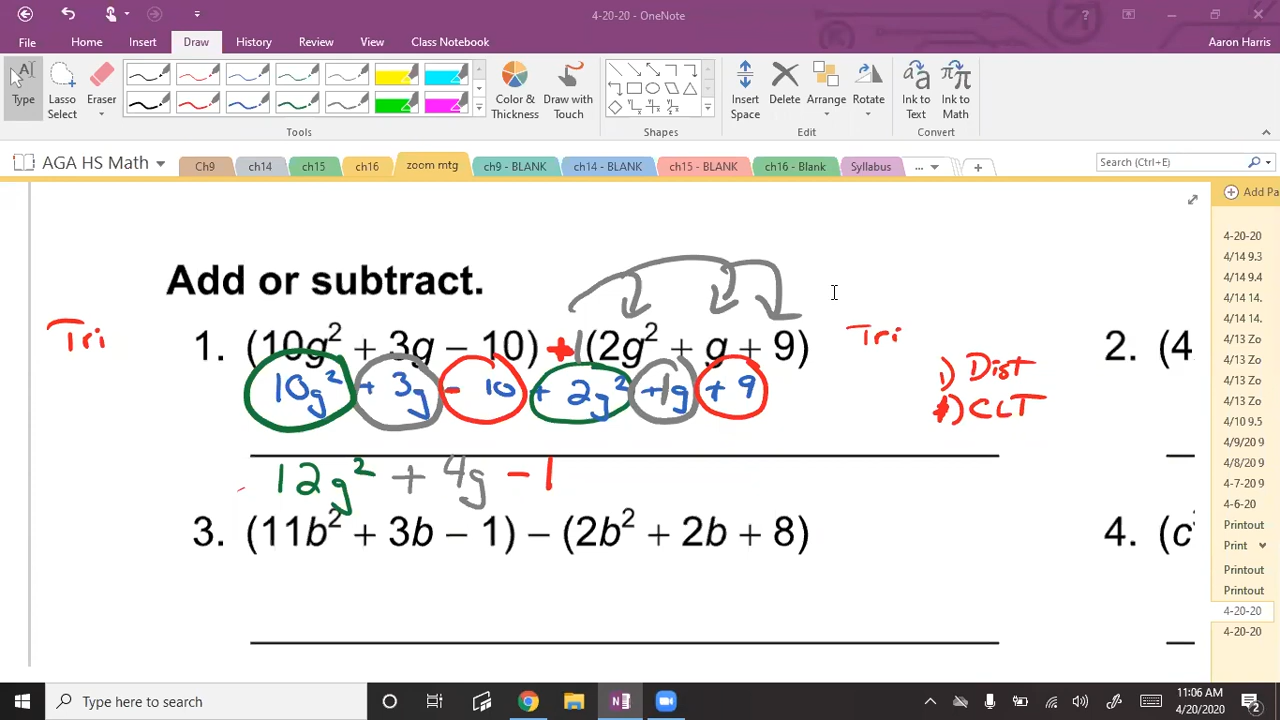 4-20-20 - OneNote
Aaron Harris
File Home Insert Draw History Review View Class Notebook
Type Lasso Select Eraser Color & Thickness Draw with Touch Insert Space Delete Arrange Rotate Ink to Text Ink to Math
Tools Shapes Edit Convert
AGA HS Math Ch9 ch14 ch15 ch16 zoom mtg ch9 - BLANK ch14 - BLANK ch15 - BLANK ch16 - Blank Syllabus ... + Search (Ctrl+E)
Add Pa
4-20-20
4/14 9.3
4/14 9.4
4/14 14.
4/14 14.
4/13 Zo
4/13 Zo
4/13 Zo
4/13 Zo
4/10 9.5
4/9/20 9
4/8/20 9
4-7-20 9
4-6-20
Printout
Print
Printout
Printout
4-20-20
4-20-20
Add or subtract.
Tri 1. (10g² + 3g − 10) + 1(2g² + g + 9) Tri
10g² + 3g - 10 + 2g² + 1g + 9
1) Dist
) CLT
12g² + 4g - 1
2. (4
3. (11b² + 3b − 1) − (2b² + 2b + 8)
4. (c
Type here to search
11:06 AM
4/20/2020
2